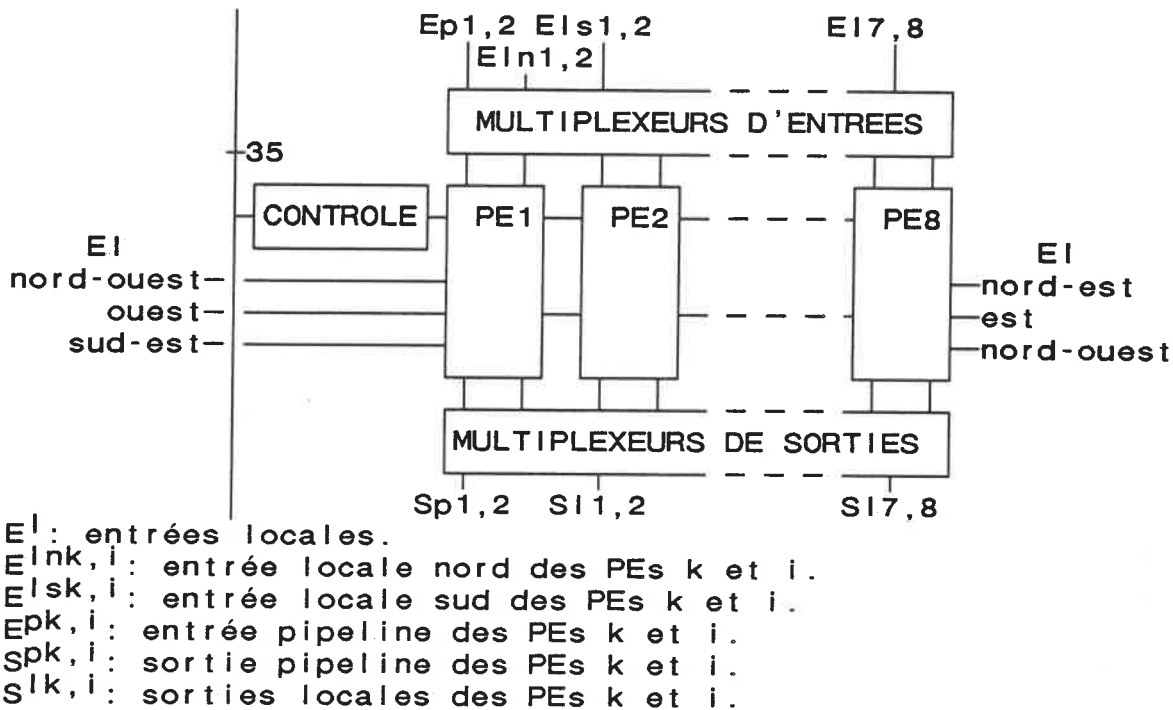 Ep1,2 Els1,2 El7,8
Eln1,2
MULTIPLEXEURS D'ENTREES
35
CONTROLE PE1 PE2 PE8
El El
nord-ouest nord-est
ouest est
sud-est nord-ouest
MULTIPLEXEURS DE SORTIES
Sp1,2 Sl1,2 Sl7,8
El: entrées locales.
Elnk,i: entrée locale nord des PEs k et i.
Elsk,i: entrée locale sud des PEs k et i.
Epk,i: entrée pipeline des PEs k et i.
Spk,i: sortie pipeline des PEs k et i.
Slk,i: sorties locales des PEs k et i.